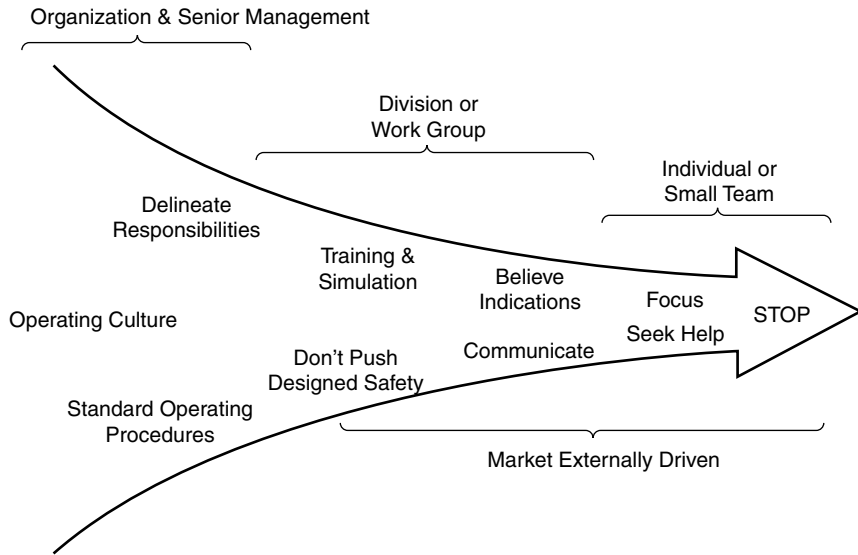 Organization & Senior Management
Division or
Work Group
Individual or
Small Team
Delineate
Responsibilities
Training &
Simulation
Believe
Indications
Focus
STOP
Operating Culture
Seek Help
Communicate
Don't Push
Designed Safety
Standard Operating
Procedures
Market Externally Driven